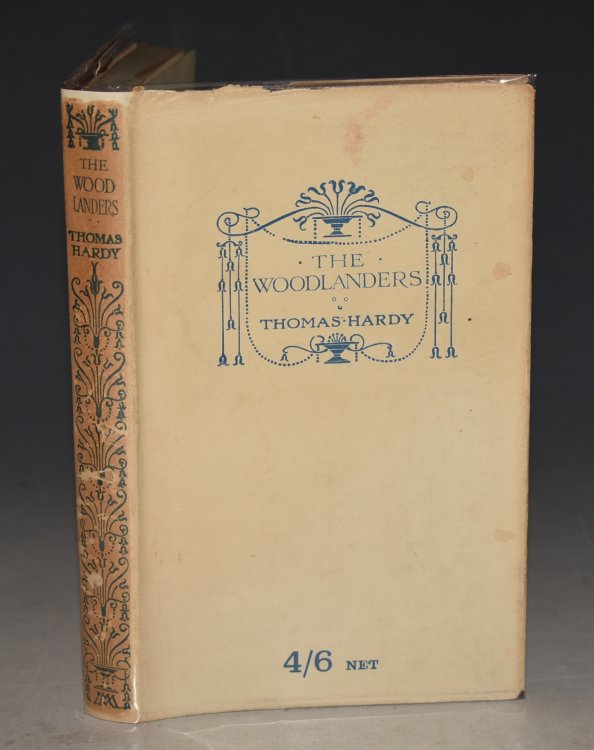 THE
WOOD
LANDERS
THOMAS
HARDY
· THE ·
WOODLANDERS
THOMAS · HARDY
4/6 NET